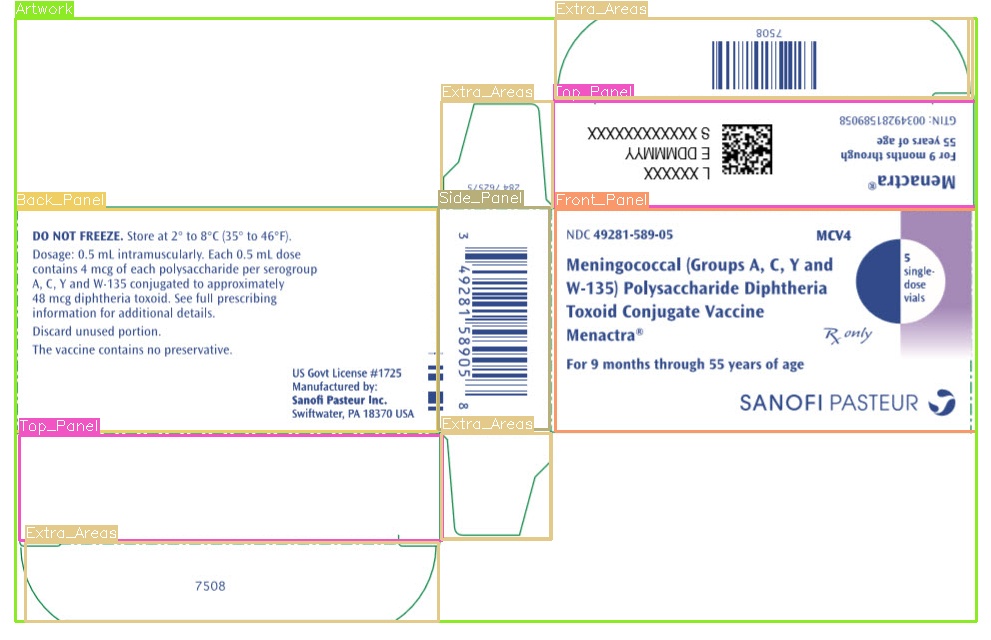 Artwork
Extra_Areas
7508
Extra_Areas
Top_Panel
GTIN: 00349281589058
S XXXXXXXXXXXXX
E DDMMMYY
L XXXXXX
55 years of age
For 9 months through
Menactra®
284 762575
Back_Panel
DO NOT FREEZE. Store at 2° to 8°C (35° to 46°F).
Dosage: 0.5 mL intramuscularly. Each 0.5 mL dose
contains 4 mcg of each polysaccharide per serogroup
A, C, Y and W-135 conjugated to approximately
48 mcg diphtheria toxoid. See full prescribing
information for additional details.
Discard unused portion.
The vaccine contains no preservative.
US Govt License #1725
Manufactured by:
Sanofi Pasteur Inc.
Swiftwater, PA 18370 USA
Side_Panel
3 49281 58905 8
Front_Panel
NDC 49281-589-05
MCV4
Meningococcal (Groups A, C, Y and
W-135) Polysaccharide Diphtheria
Toxoid Conjugate Vaccine
Menactra®
5
single-
dose
vials
Rx only
For 9 months through 55 years of age
SANOFI PASTEUR
Top_Panel
Extra_Areas
Extra_Areas
7508